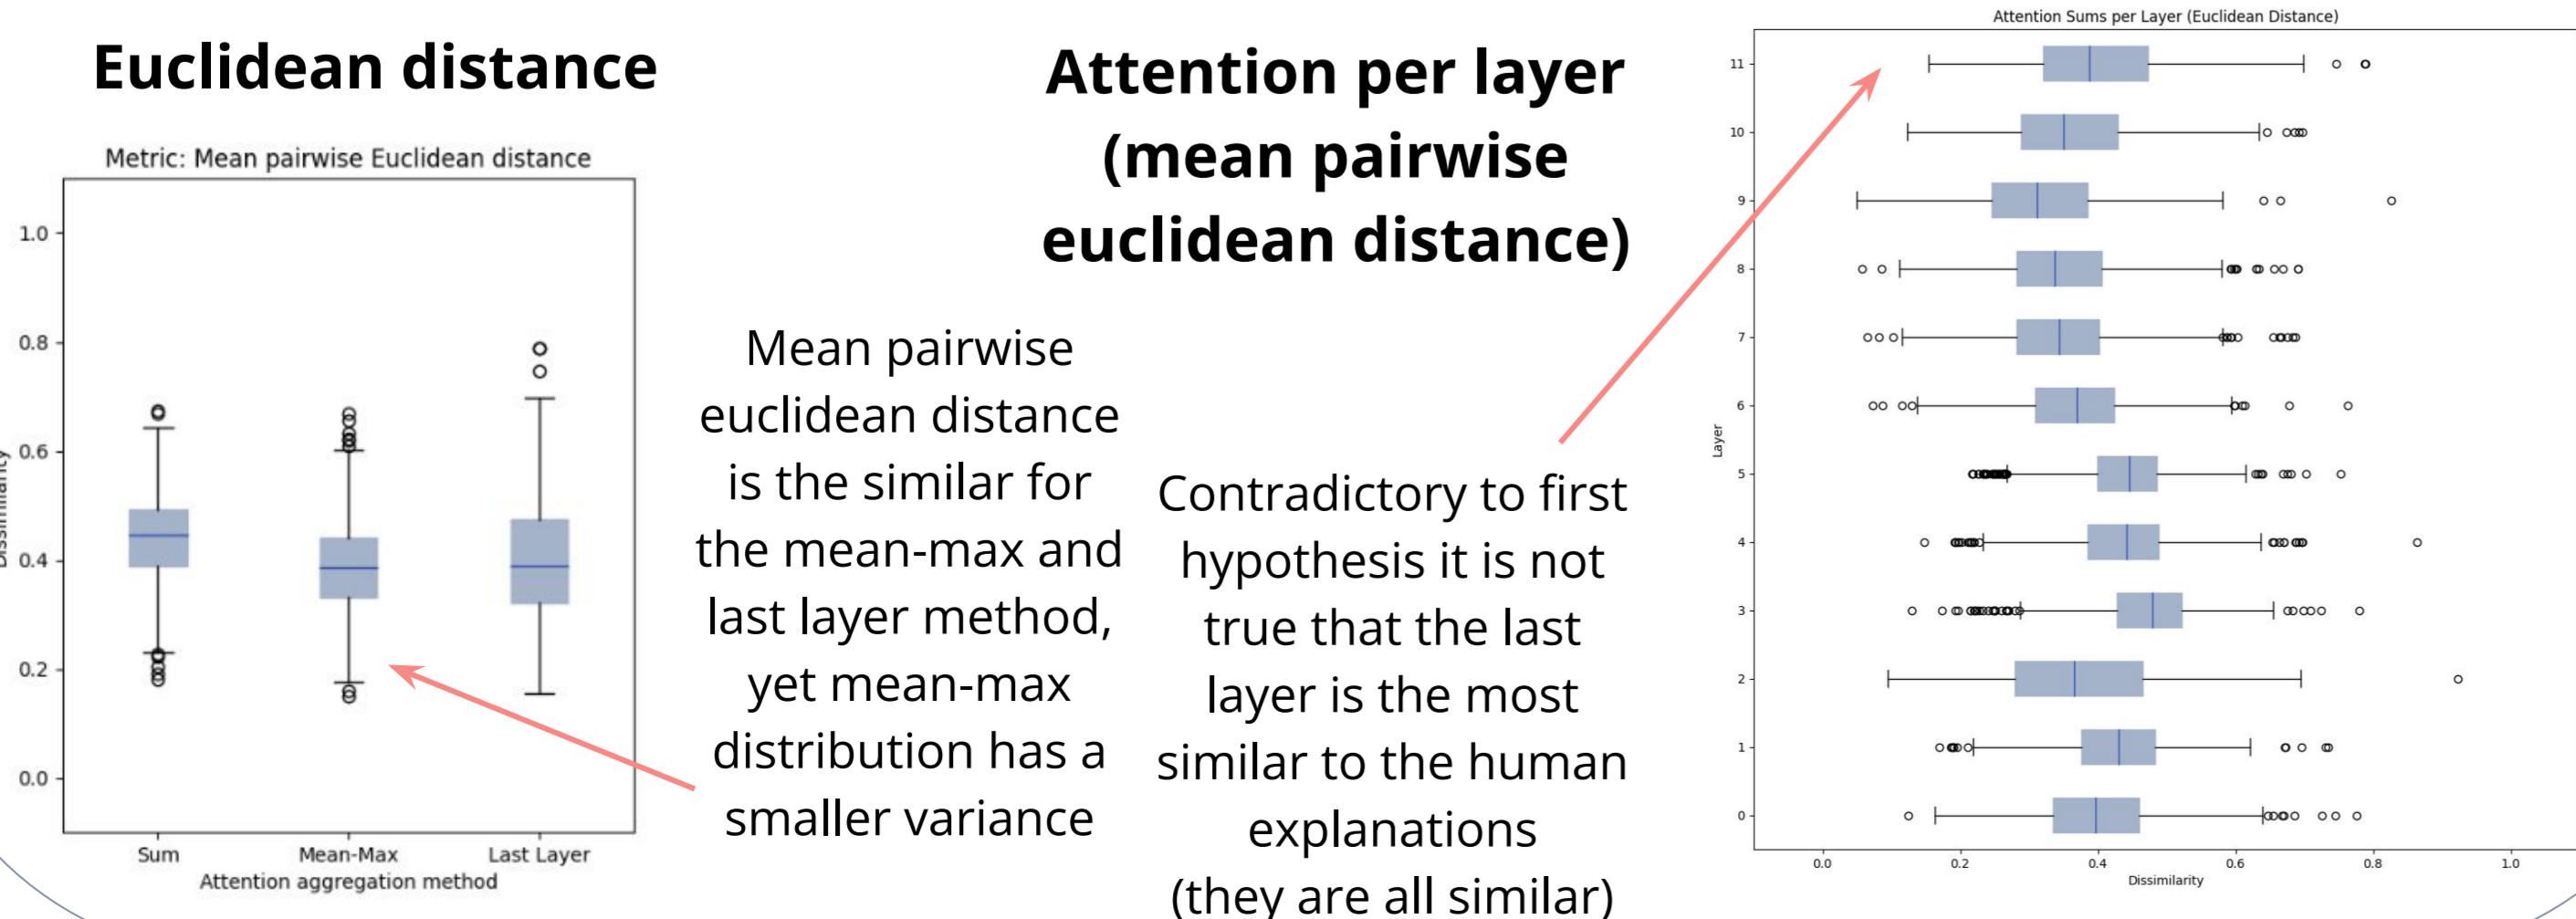 Euclidean distance
Metric: Mean pairwise Euclidean distance
1.0
0.8
0.6
0.4
0.2
0.0
Dissimilarity
Sum
Mean-Max
Last Layer
Attention aggregation method
Mean pairwise
euclidean distance
is the similar for
the mean-max and
last layer method,
yet mean-max
distribution has a
smaller variance
Attention per layer
(mean pairwise
euclidean distance)
Contradictory to first
hypothesis it is not
true that the last
layer is the most
similar to the human
explanations
(they are all similar)
Attention Sums per Layer (Euclidean Distance)
11
10
9
8
7
6
5
4
3
2
1
0
Layer
0.0
0.2
0.4
0.6
0.8
1.0
Dissimilarity